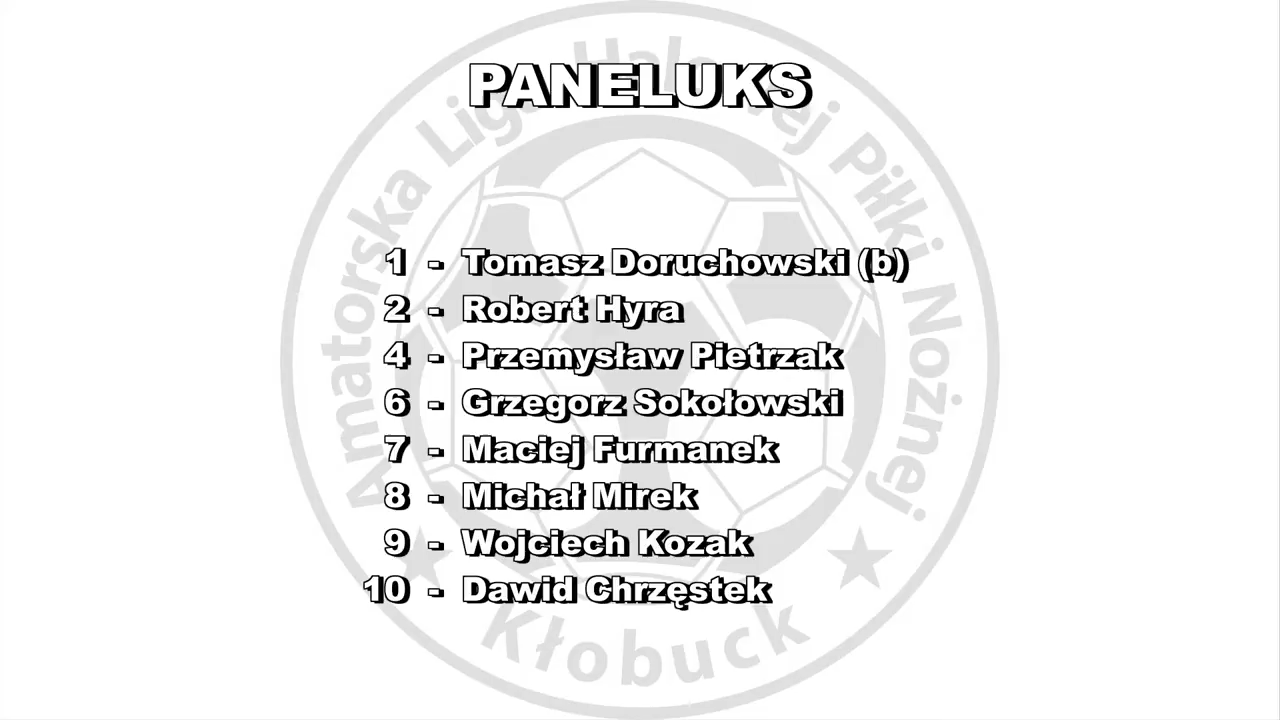 PANELUKS
1 - Tomasz Doruchowski (b)
2 - Robert Hyra
4 - Przemysław Pietrzak
6 - Grzegorz Sokołowski
7 - Maciej Furmanek
8 - Michał Mirek
9 - Wojciech Kozak
10 - Dawid Chrzęstek
Amatorska Liga Halowej Piłki Nożnej
Kłobuck